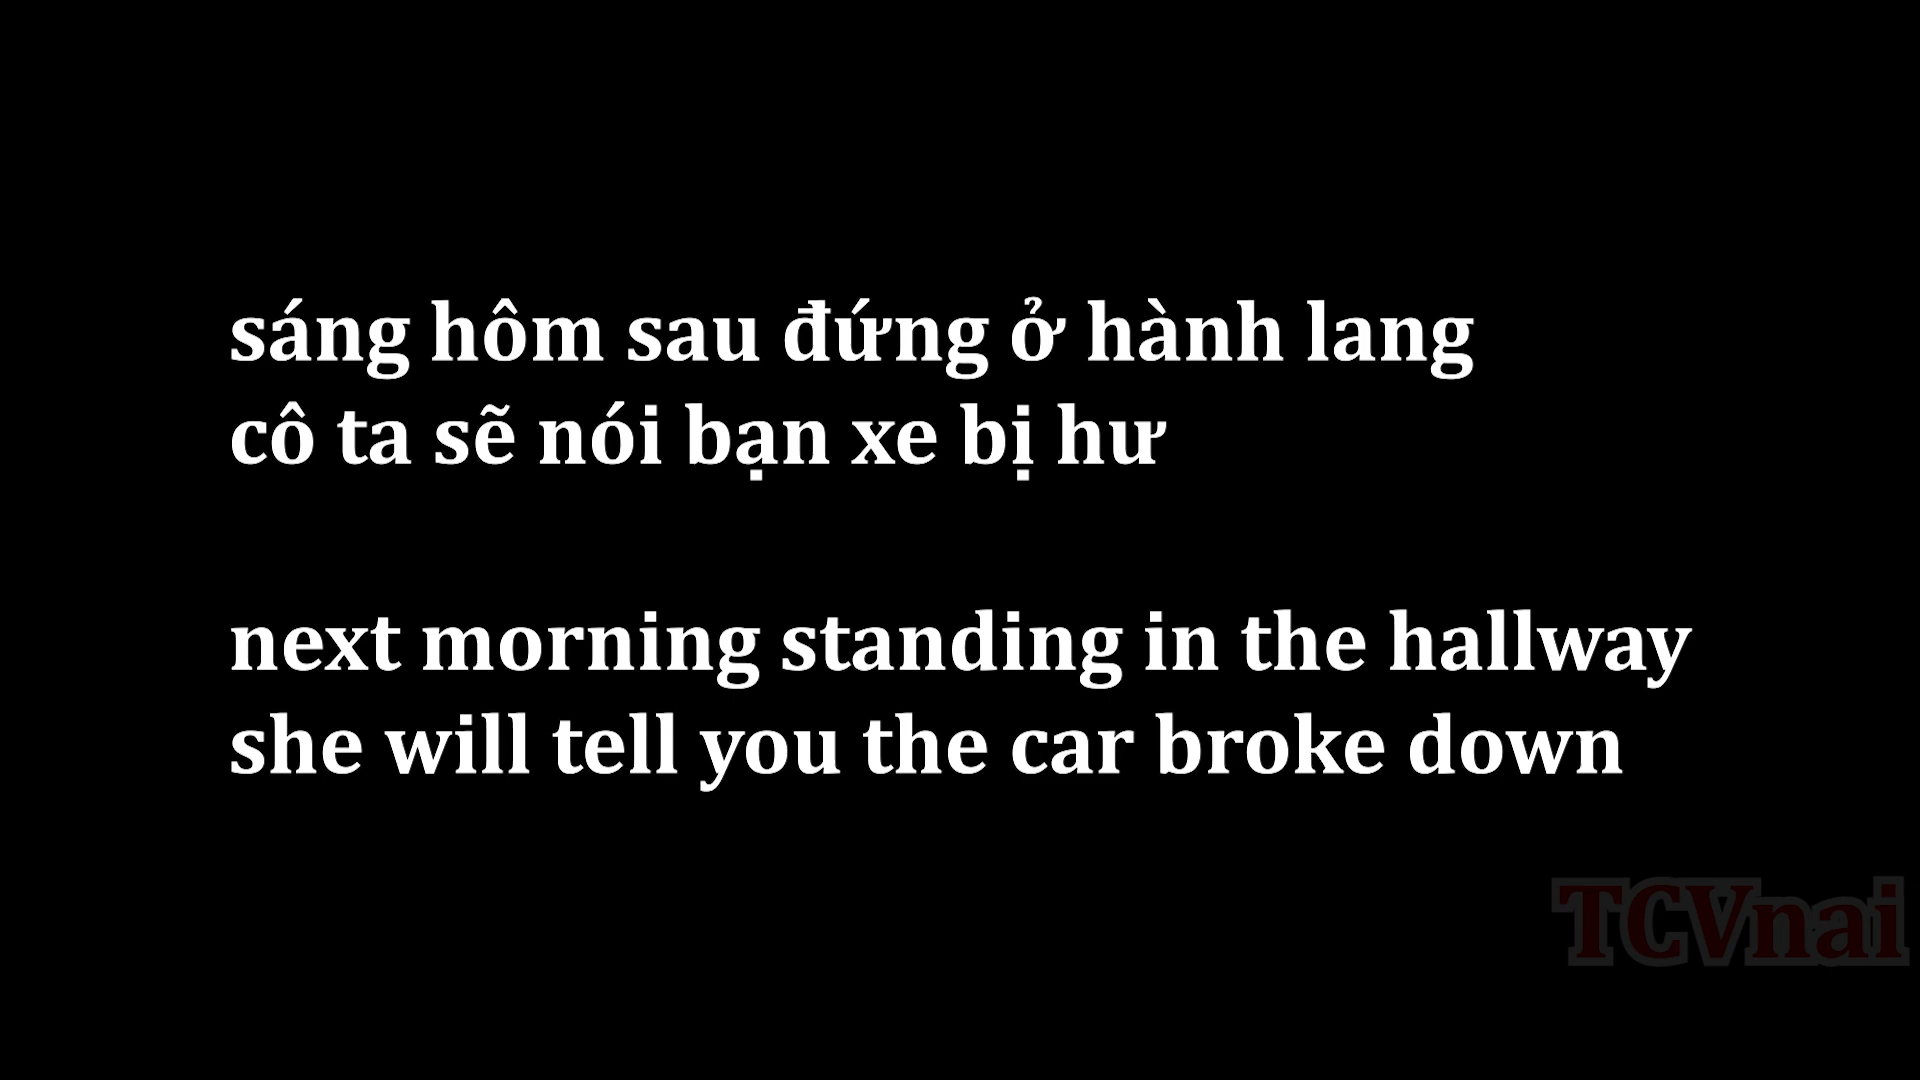 sáng hôm sau đứng ở hành lang
cô ta sẽ nói bạn xe bị hư
next morning standing in the hallway
she will tell you the car broke down
TCVnai